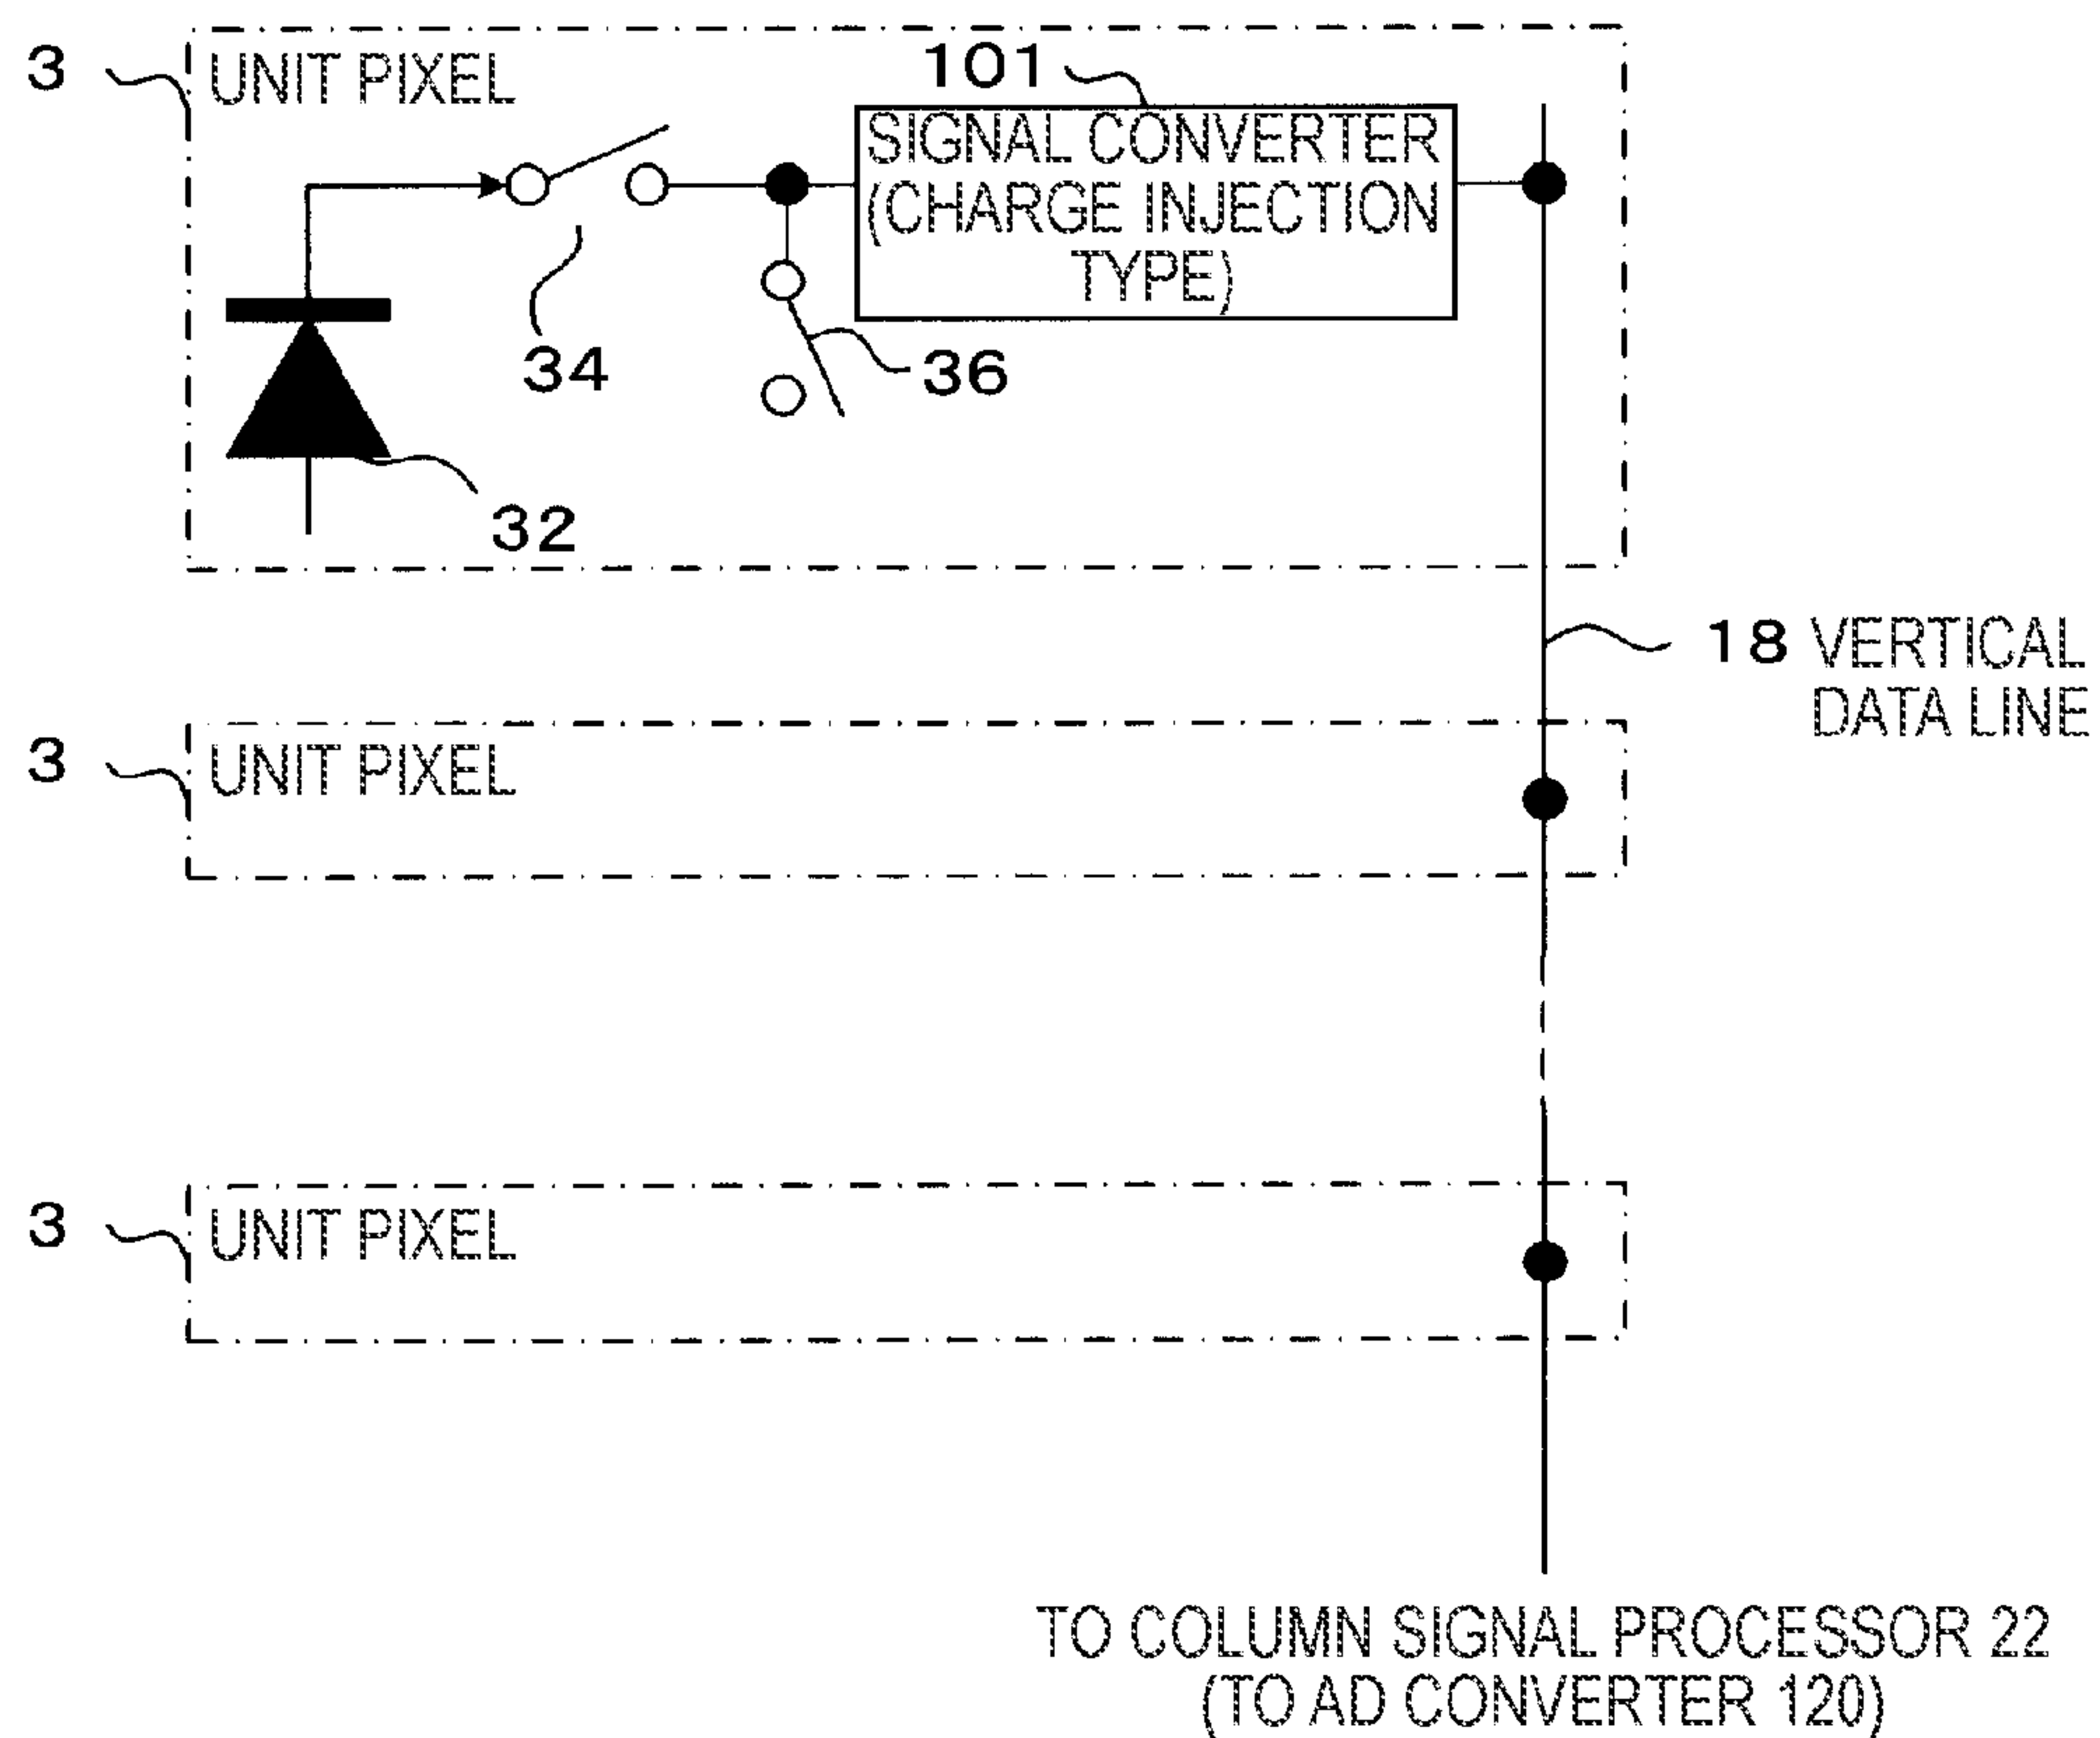 3 UNIT PIXEL
101
SIGNAL CONVERTER
(CHARGE INJECTION
TYPE)
34
36
32
18 VERTICAL
DATA LINE
3 UNIT PIXEL
3 UNIT PIXEL
TO COLUMN SIGNAL PROCESSOR 22
(TO AD CONVERTER 120)